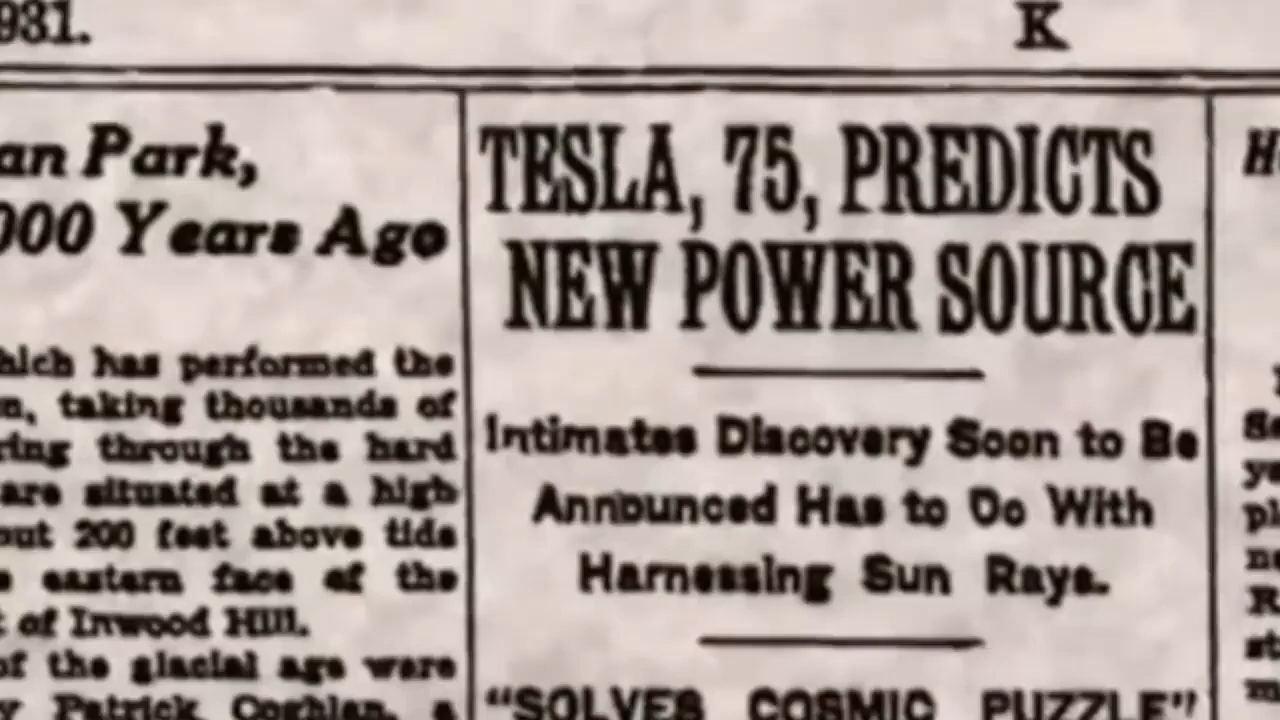 931.
K
an Park,
000 Years Ago
hich has performed the
n, taking thousands of
ring through the hard
are situated at a high
out 200 feet above tide
eastern face of the
of Inwood Hill.
of the glacial age were
y Patrick Coghlan, a
TESLA, 75, PREDICTS
NEW POWER SOURCE
Intimates Discovery Soon to Be
Announced Has to Do With
Harnessing Sun Rays.
"SOLVES COSMIC PUZZLE"